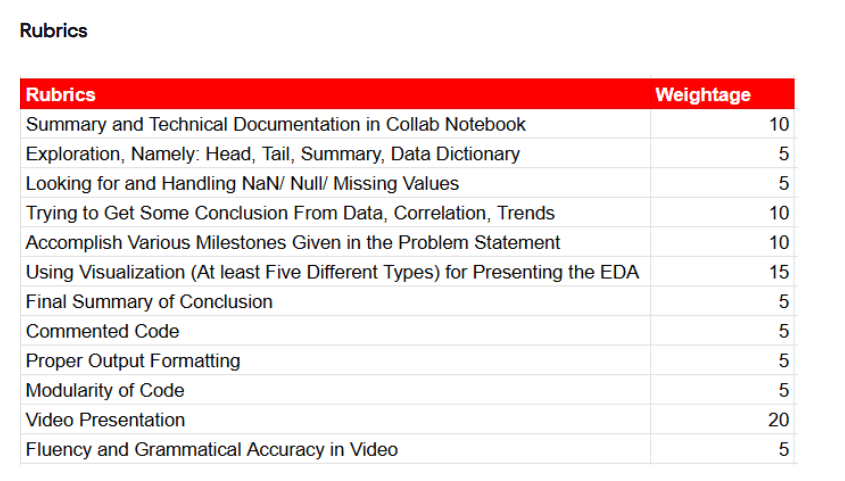 Rubrics
Rubrics Weightage
Summary and Technical Documentation in Collab Notebook 10
Exploration, Namely: Head, Tail, Summary, Data Dictionary 5
Looking for and Handling NaN/ Null/ Missing Values 5
Trying to Get Some Conclusion From Data, Correlation, Trends 10
Accomplish Various Milestones Given in the Problem Statement 10
Using Visualization (At least Five Different Types) for Presenting the EDA 15
Final Summary of Conclusion 5
Commented Code 5
Proper Output Formatting 5
Modularity of Code 5
Video Presentation 20
Fluency and Grammatical Accuracy in Video 5